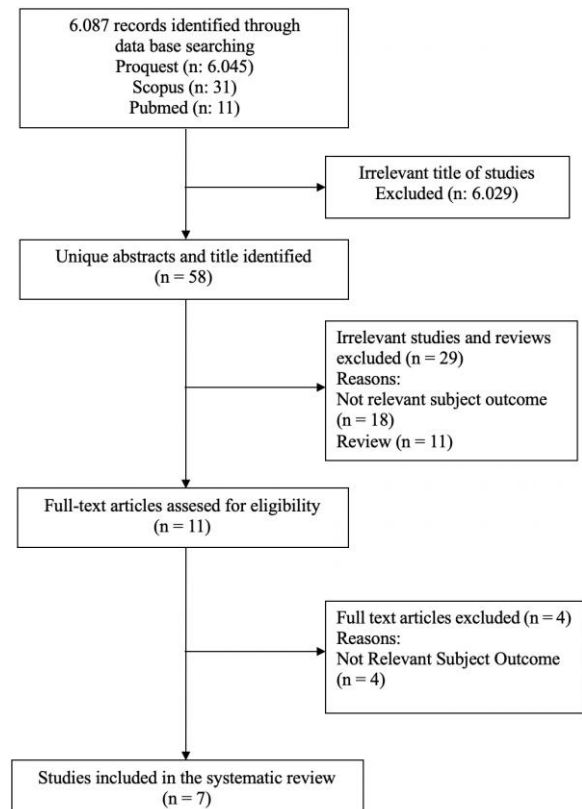 6.087 records identified through
data base searching
Proquest (n: 6.045)
Scopus (n: 31)
Pubmed (n: 11)
Irrelevant title of studies
Excluded (n: 6.029)
Unique abstracts and title identified
(n = 58)
Irrelevant studies and reviews
excluded (n = 29)
Reasons:
Not relevant subject outcome
(n = 18)
Review (n = 11)
Full-text articles assesed for eligibility
(n = 11)
Full text articles excluded (n = 4)
Reasons:
Not Relevant Subject Outcome
(n = 4)
Studies included in the systematic review
(n = 7)